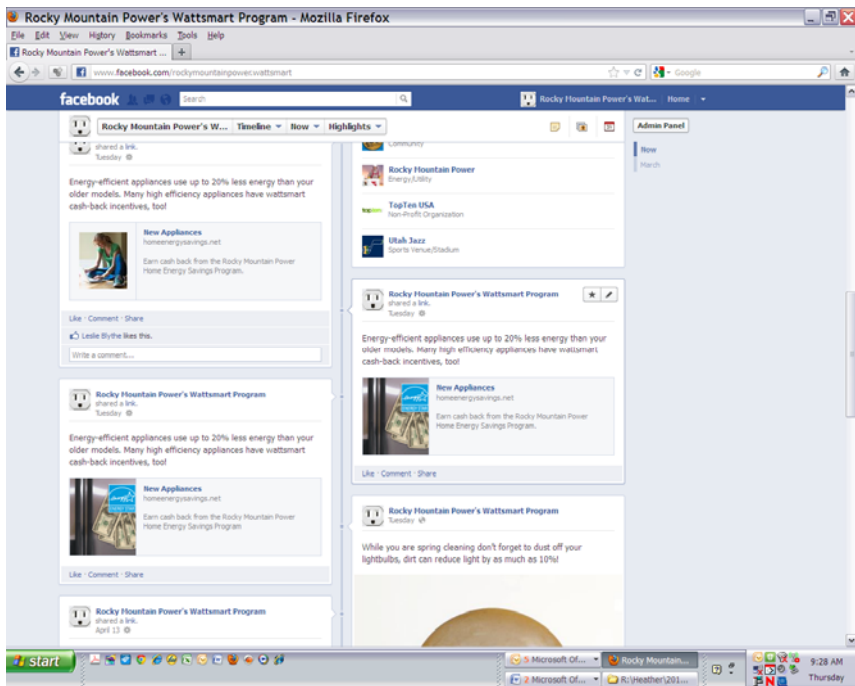 Rocky Mountain Power's Wattsmart Program - Mozilla Firefox
File Edit View History Bookmarks Tools Help
Rocky Mountain Power's Wattsmart ...
www.facebook.com/rockymountainpower.wattsmart
Google
facebook
Search
Rocky Mountain Power's Wat... Home
Rocky Mountain Power's W... Timeline Now Highlights
Admin Panel
Now
March
shared a link.
Tuesday
Energy-efficient appliances use up to 20% less energy than your
older models. Many high efficiency appliances have wattsmart
cash-back incentives, too!
New Appliances
homeenergysavings.net
Earn cash back from the Rocky Mountain Power
Home Energy Savings Program.
Like · Comment · Share
Leslie Blythe likes this.
Write a comment...
Rocky Mountain Power's Wattsmart Program
shared a link.
Tuesday
Energy-efficient appliances use up to 20% less energy than your
older models. Many high efficiency appliances have wattsmart
cash-back incentives, too!
New Appliances
homeenergysavings.net
Earn cash back from the Rocky Mountain Power
Home Energy Savings Program
Like · Comment · Share
Rocky Mountain Power's Wattsmart Program
shared a link.
April 13
Community
Rocky Mountain Power
Energy/Utility
TopTen USA
Non-Profit Organization
Utah Jazz
Sports Venue/Stadium
Rocky Mountain Power's Wattsmart Program
shared a link.
Tuesday
Energy-efficient appliances use up to 20% less energy than your
older models. Many high efficiency appliances have wattsmart
cash-back incentives, too!
New Appliances
homeenergysavings.net
Earn cash back from the Rocky Mountain Power
Home Energy Savings Program.
Like · Comment · Share
Rocky Mountain Power's Wattsmart Program
Tuesday
While you are spring cleaning don't forget to dust off your
lightbulbs, dirt can reduce light by as much as 10%!
start
5 Microsoft Of...
Rocky Mountain...
2 Microsoft Of...
R:\Heather\201...
9:28 AM
Thursday